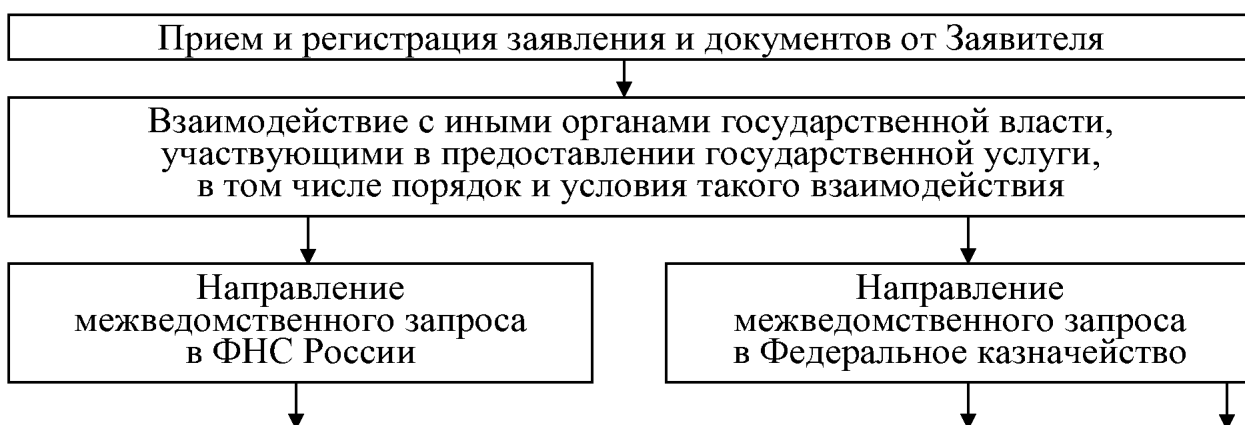 Прием и регистрация заявления и документов от Заявителя
Взаимодействие с иными органами государственной власти,
участвующими в предоставлении государственной услуги,
в том числе порядок и условия такого взаимодействия
Направление
межведомственного запроса
в ФНС России
Направление
межведомственного запроса
в Федеральное казначейство